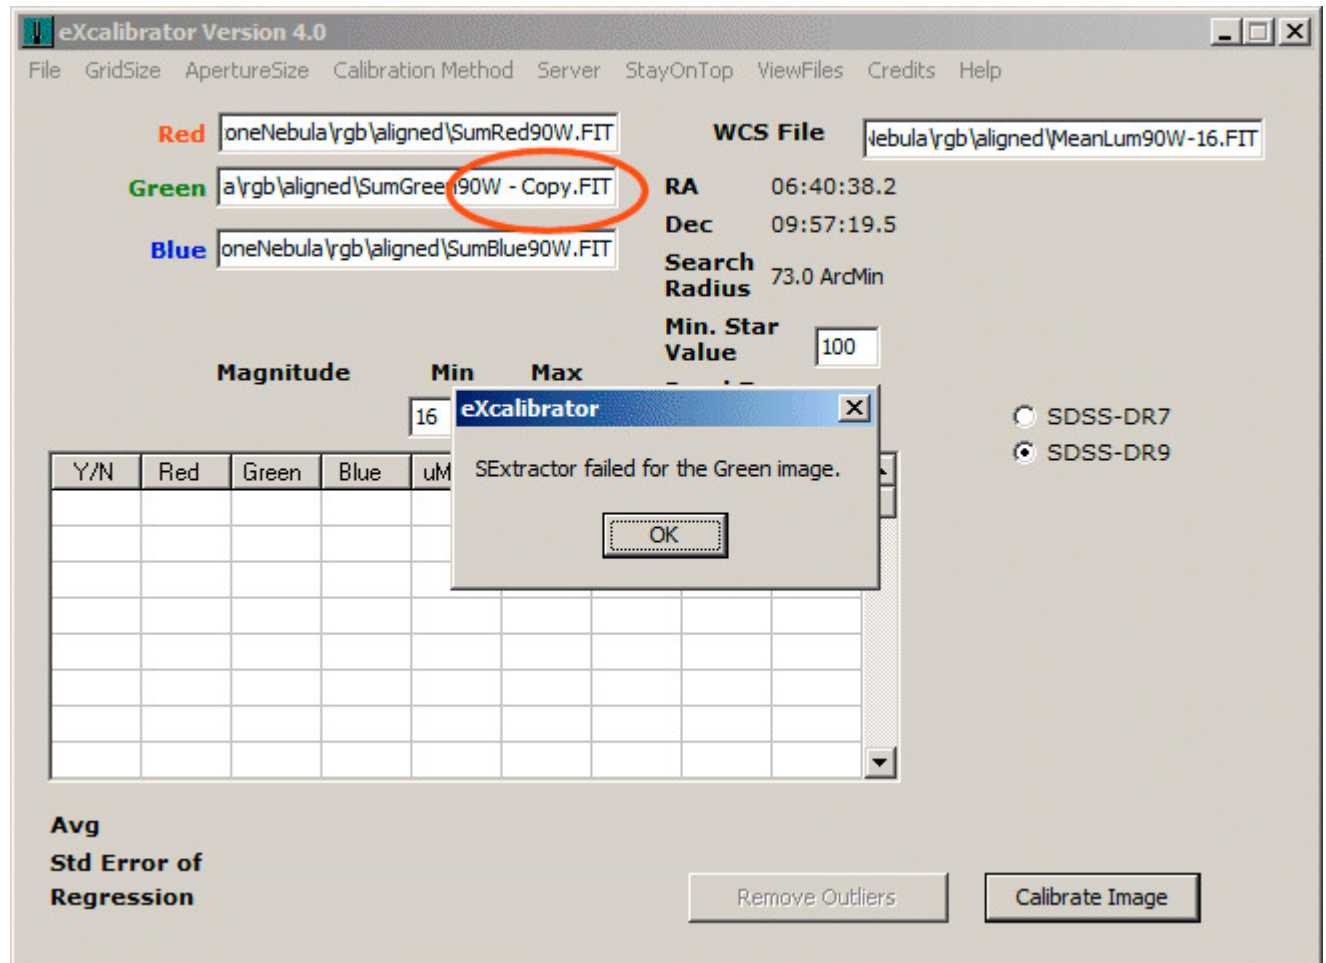 eXcalibrator Version 4.0
File GridSize ApertureSize Calibration Method Server StayOnTop ViewFiles Credits Help
Red oneNebula\rgb\aligned\SumRed90W.FIT
WCS File Nebula\rgb\aligned\MeanLum90W-16.FIT
Green a\rgb\aligned\SumGreen90W - Copy.FIT
RA 06:40:38.2
Dec 09:57:19.5
Blue oneNebula\rgb\aligned\SumBlue90W.FIT
Search
Radius 73.0 ArcMin
Min. Star
Value 100
Magnitude Min Max
16
eXcalibrator
SExtractor failed for the Green image.
OK
SDSS-DR7
SDSS-DR9
Y/N Red Green Blue uM
Avg
Std Error of
Regression
Remove Outliers
Calibrate Image